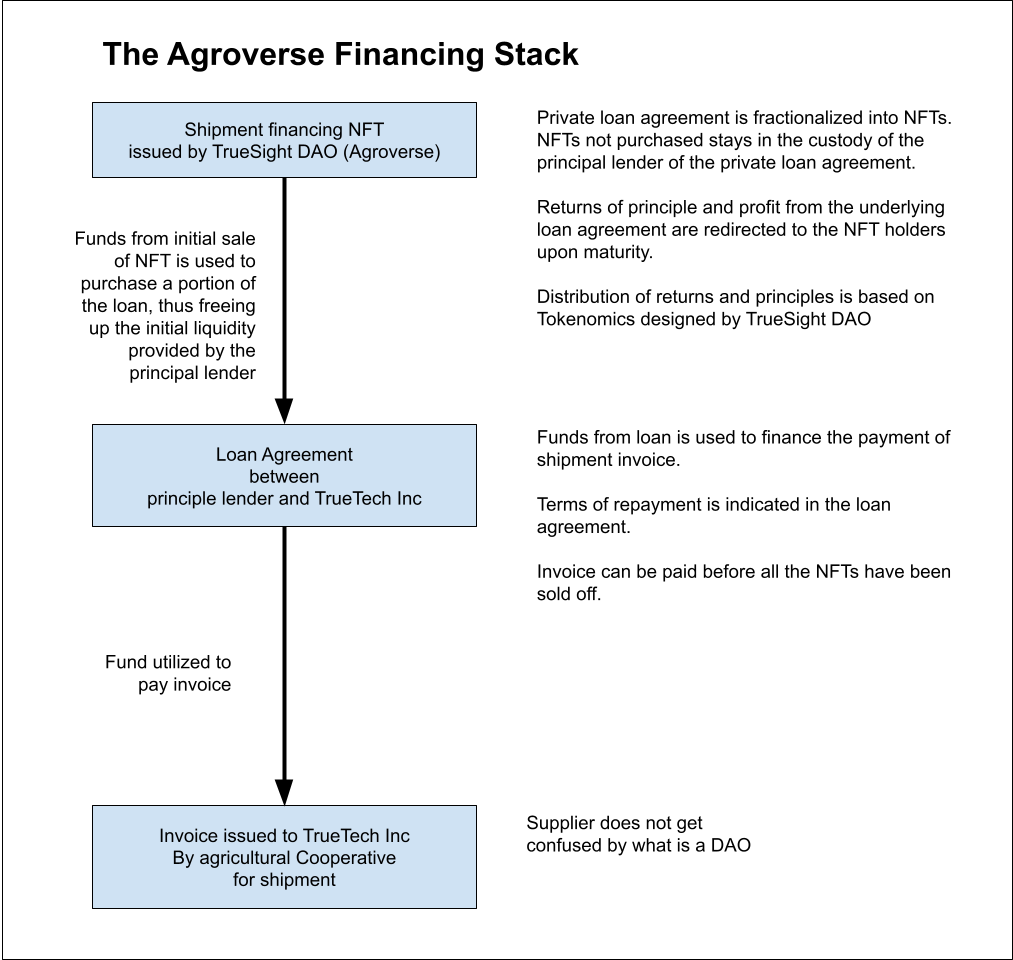 The Agroverse Financing Stack
Shipment financing NFT
issued by TrueSight DAO (Agroverse)
Private loan agreement is fractionalized into NFTs.
NFTs not purchased stays in the custody of the
principal lender of the private loan agreement.
Returns of principle and profit from the underlying
loan agreement are redirected to the NFT holders
upon maturity.
Distribution of returns and principles is based on
Tokenomics designed by TrueSight DAO
Funds from initial sale
of NFT is used to
purchase a portion of
the loan, thus freeing
up the initial liquidity
provided by the
principal lender
Loan Agreement
between
principle lender and TrueTech Inc
Funds from loan is used to finance the payment of
shipment invoice.
Terms of repayment is indicated in the loan
agreement.
Invoice can be paid before all the NFTs have been
sold off.
Fund utilized to
pay invoice
Invoice issued to TrueTech Inc
By agricultural Cooperative
for shipment
Supplier does not get
confused by what is a DAO